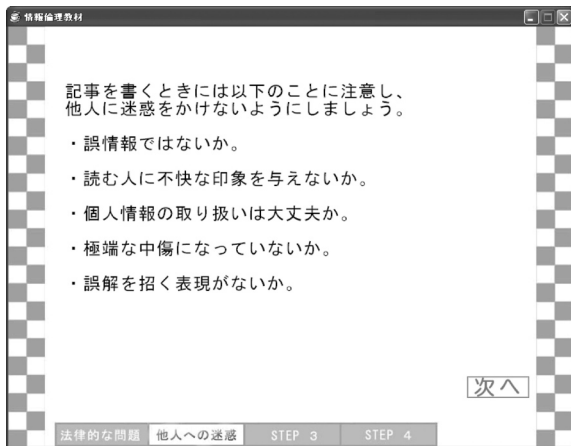 情報倫理教材
記事を書くときには以下のことに注意し、
他人に迷惑をかけないようにしましょう。
・誤情報ではないか。
・読む人に不快な印象を与えないか。
・個人情報の取り扱いは大丈夫か。
・極端な中傷になっていないか。
・誤解を招く表現がないか。
次へ
法律的な問題 他人への迷惑 STEP 3 STEP 4